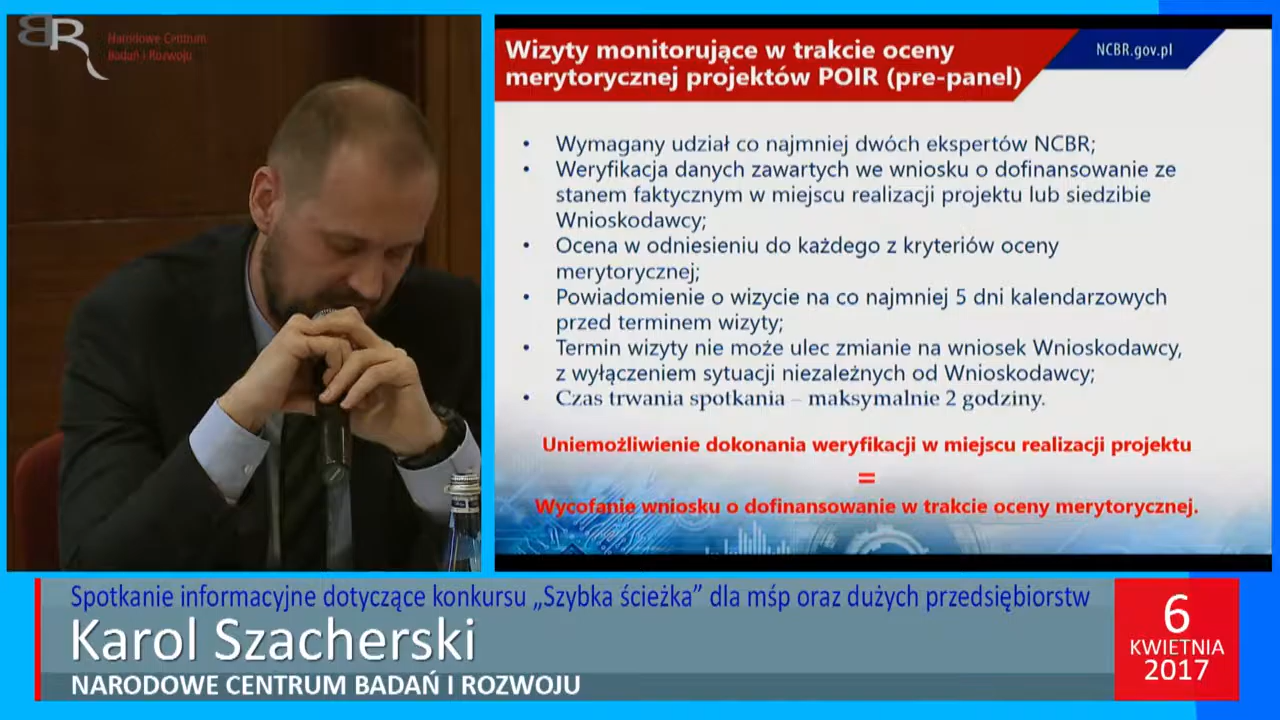 BR
Narodowe Centrum
Badań i Rozwoju
Wizyty monitorujące w trakcie oceny
merytorycznej projektów POIR (pre-panel)
NCBR.gov.pl
• Wymagany udział co najmniej dwóch ekspertów NCBR;
• Weryfikacja danych zawartych we wniosku o dofinansowanie ze
stanem faktycznym w miejscu realizacji projektu lub siedzibie
Wnioskodawcy;
• Ocena w odniesieniu do każdego z kryteriów oceny
merytorycznej;
• Powiadomienie o wizycie na co najmniej 5 dni kalendarzowych
przed terminem wizyty;
• Termin wizyty nie może ulec zmianie na wniosek Wnioskodawcy,
z wyłączeniem sytuacji niezależnych od Wnioskodawcy;
• Czas trwania spotkania – maksymalnie 2 godziny.
Uniemożliwienie dokonania weryfikacji w miejscu realizacji projektu
=
Wycofanie wniosku o dofinansowanie w trakcie oceny merytorycznej.
Spotkanie informacyjne dotyczące konkursu „Szybka ścieżka” dla mśp oraz dużych przedsiębiorstw
Karol Szacherski
NARODOWE CENTRUM BADAŃ I ROZWOJU
6
KWIETNIA
2017